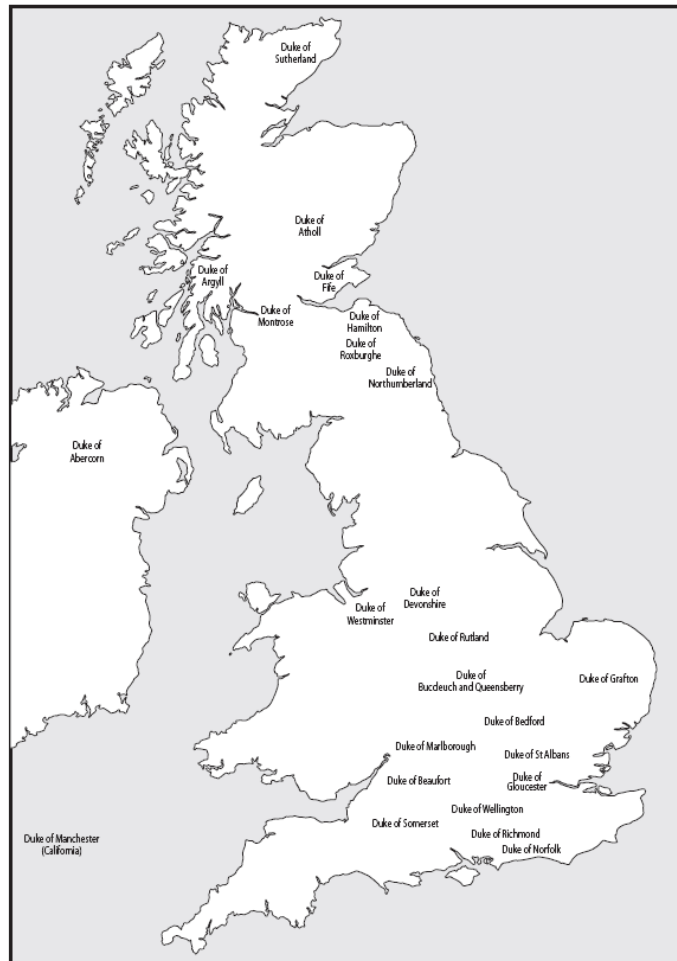 Duke of
Sutherland
Duke of
Atholl
Duke of
Argyll
Duke of
Fife
Duke of
Montrose
Duke of
Hamilton
Duke of
Roxburghe
Duke of
Northumberland
Duke of
Abercorn
Duke of
Devonshire
Duke of
Westminster
Duke of Rutland
Duke of
Bucdeuch and Queensberry
Duke of Grafton
Duke of Bedford
Duke of Marlborough
Duke of St Albans
Duke of Beaufort
Duke of
Gloucester
Duke of Wellington
Duke of Somerset
Duke of Richmond
Duke of Manchester
(California)
Duke of Norfolk